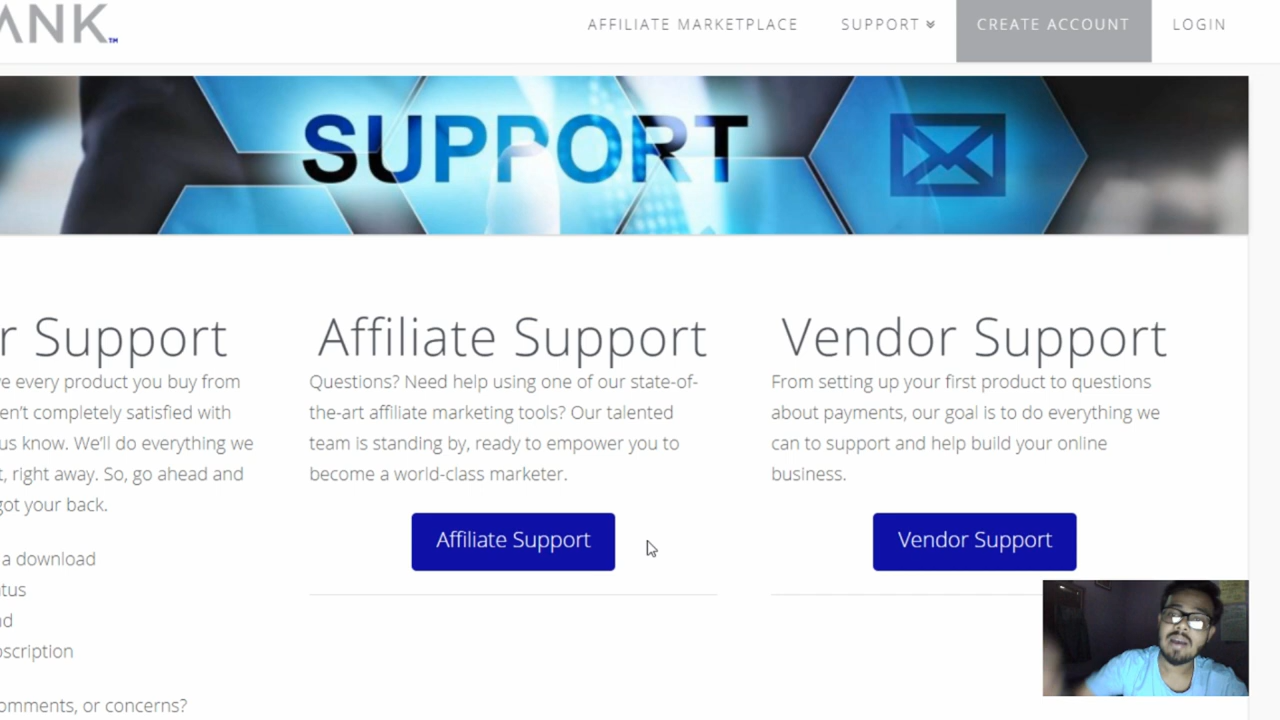 ANK™
AFFILIATE MARKETPLACE
SUPPORT
CREATE ACCOUNT
LOGIN
SUPPORT
r Support
ve every product you buy from
en't completely satisfied with
us know. We'll do everything we
t, right away. So, go ahead and
got your back.
a download
tus
nd
bscription
omments, or concerns?
Affiliate Support
Questions? Need help using one of our state-of-
the-art affiliate marketing tools? Our talented
team is standing by, ready to empower you to
become a world-class marketer.
Affiliate Support
Vendor Support
From setting up your first product to questions
about payments, our goal is to do everything we
can to support and help build your online
business.
Vendor Support